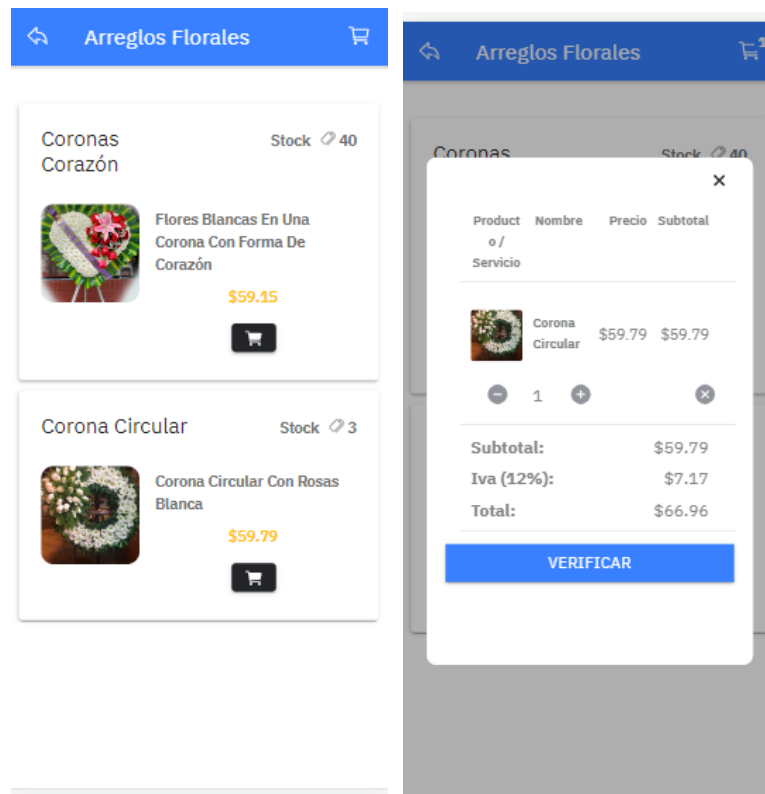 Arreglos Florales
Coronas
Corazón
Stock 40
Flores Blancas En Una
Corona Con Forma De
Corazón
$59.15
Corona Circular
Stock 3
Corona Circular Con Rosas
Blanca
$59.79
Arreglos Florales
1
Coronas
Stock 40
×
Product
o /
Servicio
Nombre
Precio
Subtotal
Corona
Circular
$59.79
$59.79
1
Subtotal: $59.79
Iva (12%): $7.17
Total: $66.96
VERIFICAR